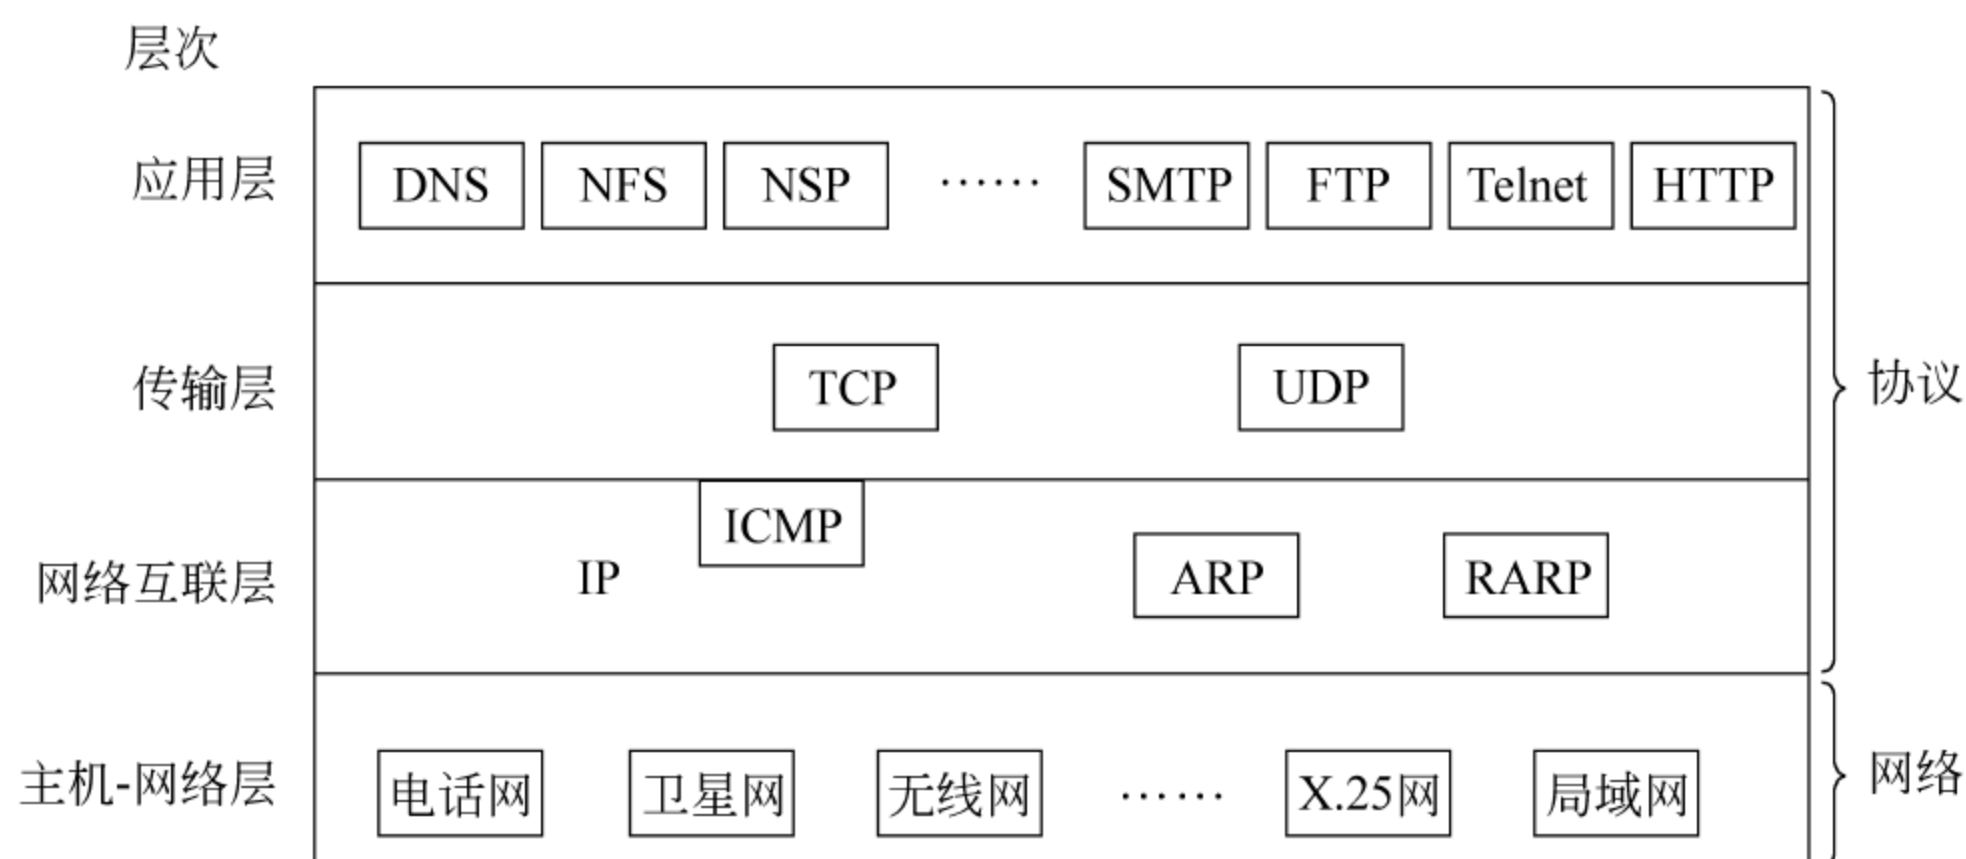 层次
应用层 DNS NFS NSP …… SMTP FTP Telnet HTTP
传输层 TCP UDP 协议
ICMP
网络互联层 IP ARP RARP
主机-网络层 电话网 卫星网 无线网 …… X.25网 局域网 网络